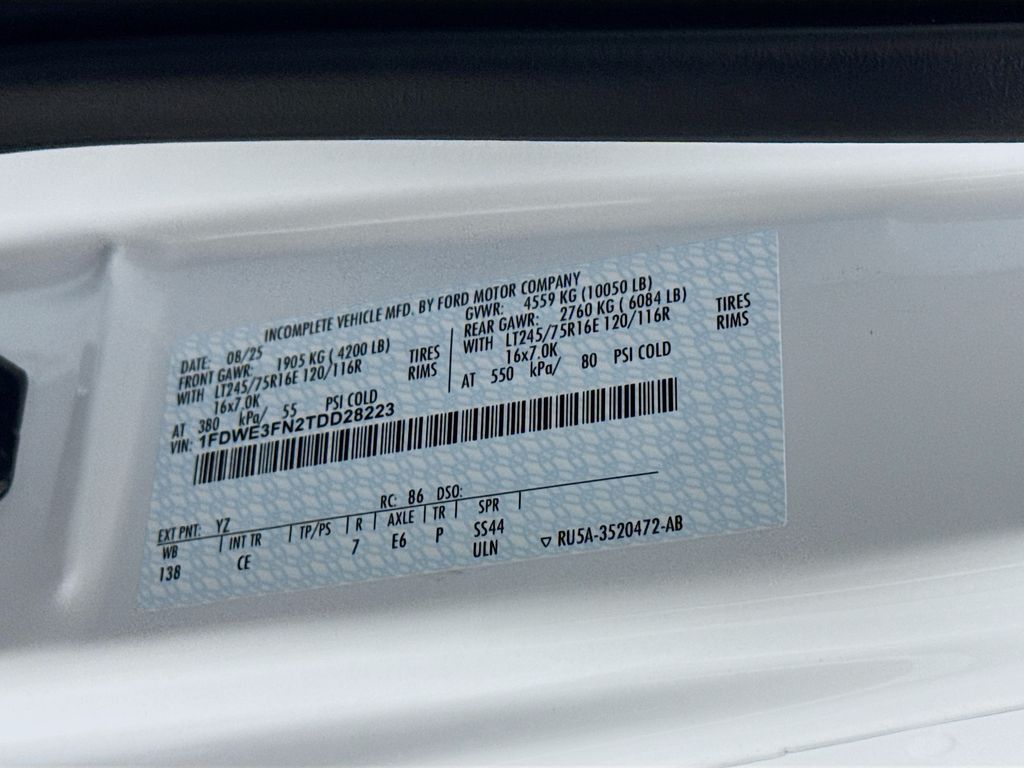 INCOMPLETE VEHICLE MFD. BY FORD MOTOR COMPANY
DATE: 08/25 GVWR: 4559 KG (10050 LB)
FRONT GAWR: 1905 KG (4200 LB) REAR GAWR: 2760 KG (6084 LB)
WITH LT245/75R16E 120/116R TIRES WITH LT245/75R16E 120/116R TIRES
16x7.0K RIMS 16x7.0K RIMS
AT 380 kPa/ 55 PSI COLD AT 550 kPa/ 80 PSI COLD
VIN: 1FDWE3FN2TDD28223
EXT PNT: YZ RC: 86 DSO:
WB INT TR TP/PS R AXLE TR SPR
138 CE 7 E6 P SS44
ULN ▽ RU5A-3520472-AB